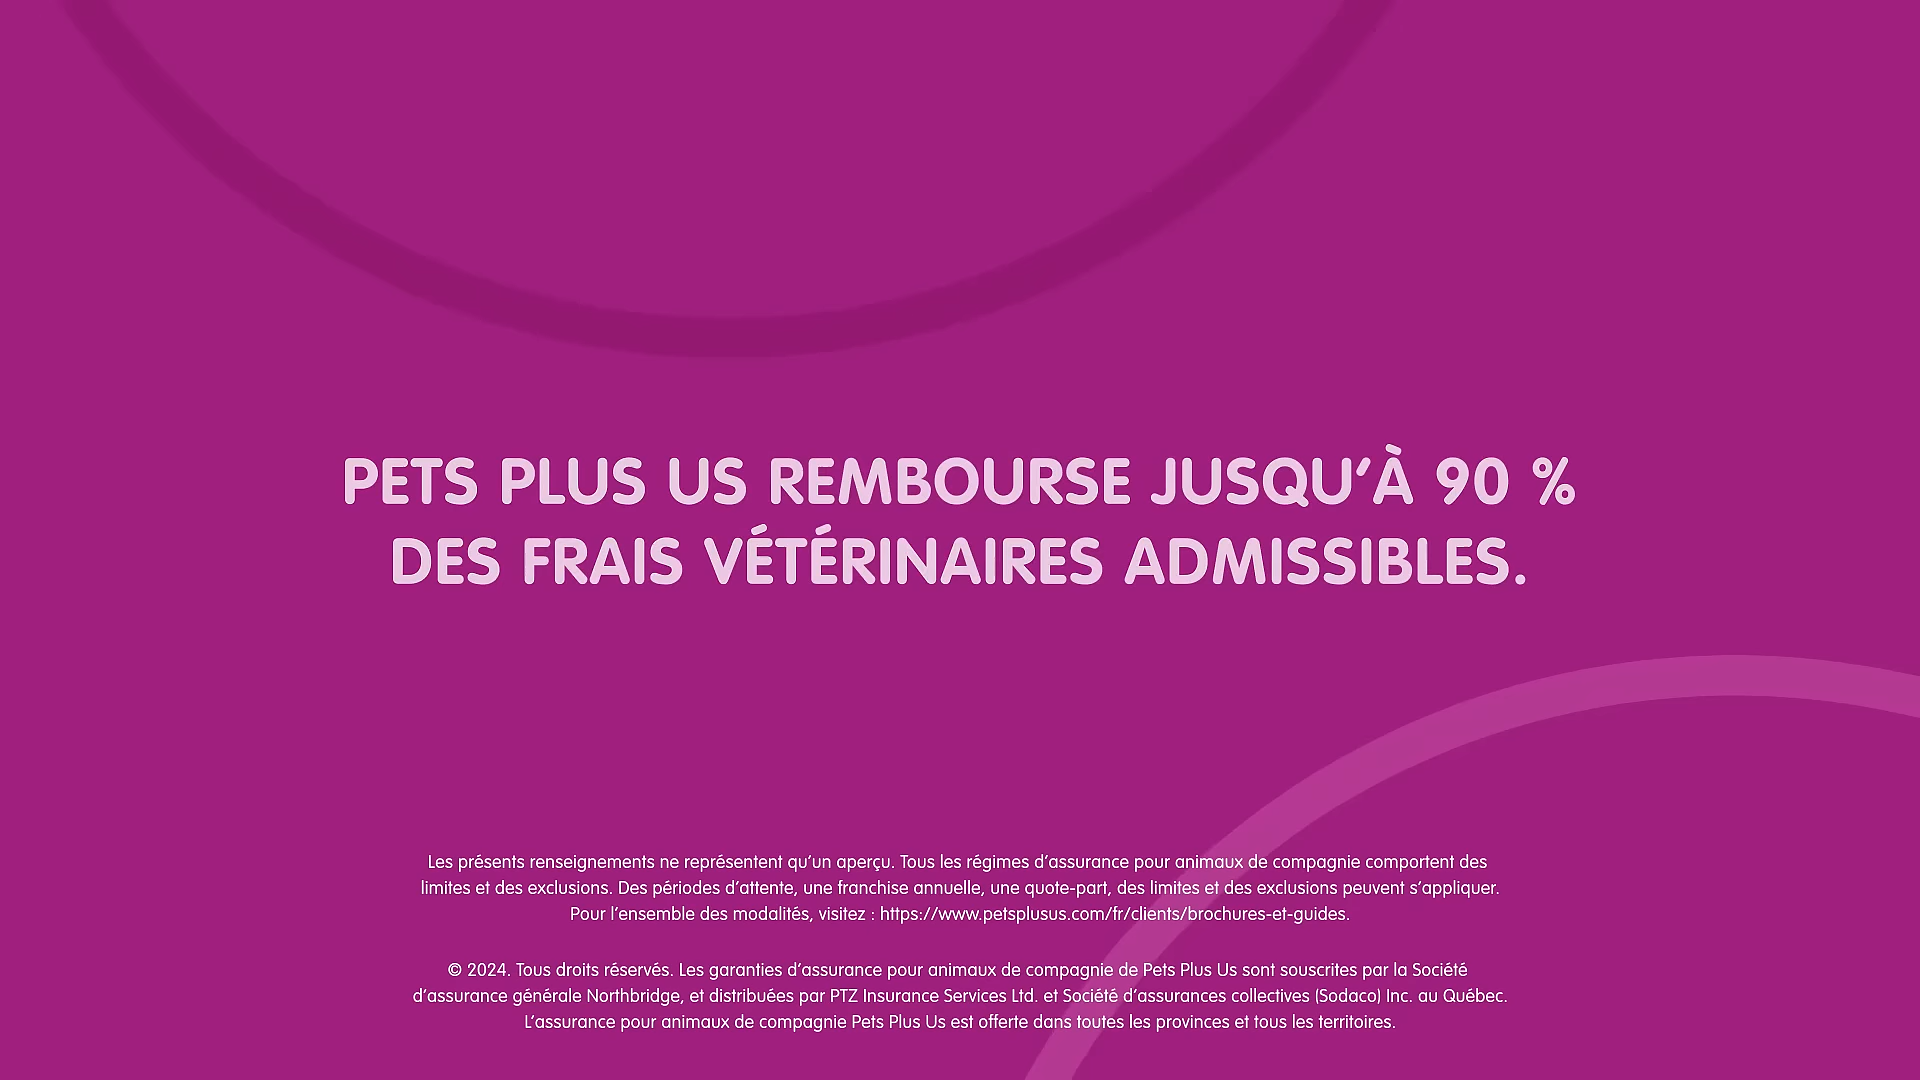 PETS PLUS US REMBOURSE JUSQU’À 90 %
DES FRAIS VÉTÉRINAIRES ADMISSIBLES.
Les présents renseignements ne représentent qu’un aperçu. Tous les régimes d’assurance pour animaux de compagnie comportent des
limites et des exclusions. Des périodes d’attente, une franchise annuelle, une quote-part, des limites et des exclusions peuvent s’appliquer.
Pour l’ensemble des modalités, visitez : https://www.petsplusus.com/fr/clients/brochures-et-guides.
© 2024. Tous droits réservés. Les garanties d’assurance pour animaux de compagnie de Pets Plus Us sont souscrites par la Société
d’assurance générale Northbridge, et distribuées par PTZ Insurance Services Ltd. et Société d’assurances collectives (Sodaco) Inc. au Québec.
L’assurance pour animaux de compagnie Pets Plus Us est offerte dans toutes les provinces et tous les territoires.